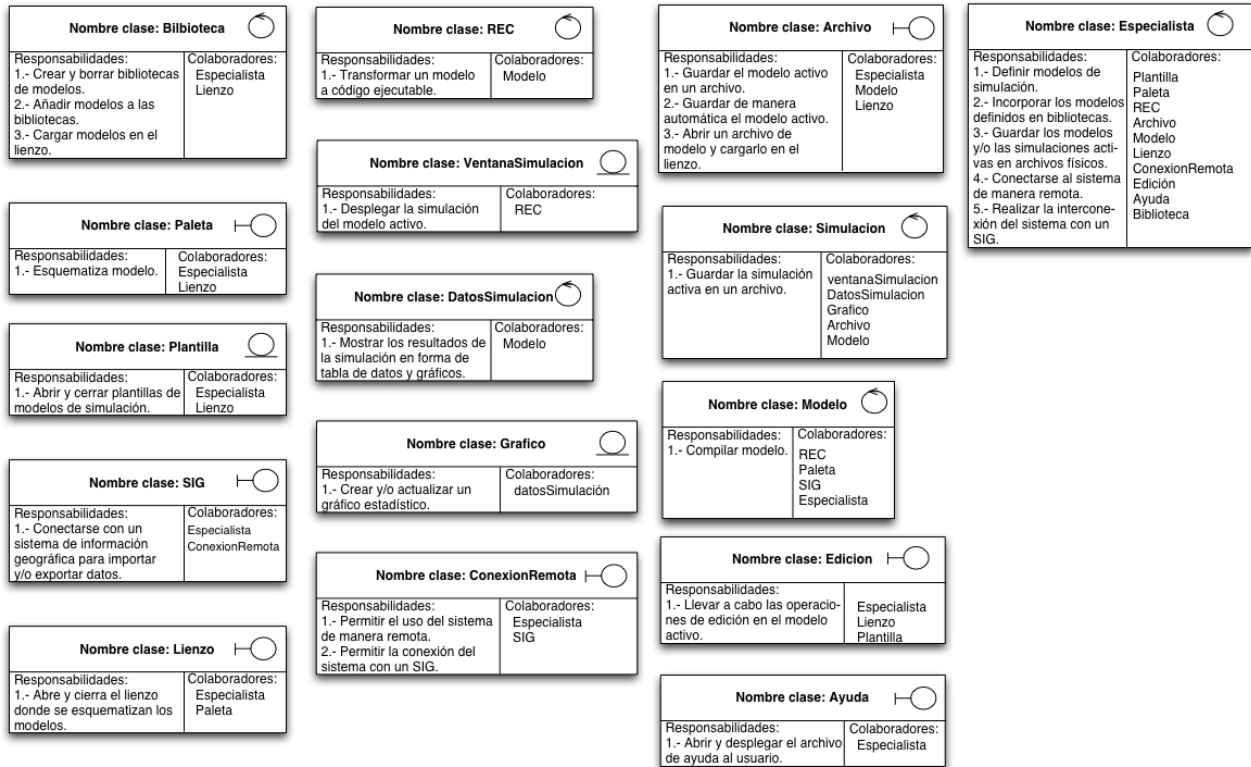 Nombre clase: Bilbioteca
Responsabilidades:
1.- Crear y borrar bibliotecas
de modelos.
2.- Añadir modelos a las
bibliotecas.
3.- Cargar modelos en el
lienzo.
Colaboradores:
Especialista
Lienzo
Nombre clase: Paleta
Responsabilidades:
1.- Esquematiza modelo.
Colaboradores:
Especialista
Lienzo
Nombre clase: Plantilla
Responsabilidades:
1.- Abrir y cerrar plantillas de
modelos de simulación.
Colaboradores:
Especialista
Lienzo
Nombre clase: SIG
Responsabilidades:
1.- Conectarse con un
sistema de información
geográfica para importar
y/o exportar datos.
Colaboradores:
Especialista
ConexionRemota
Nombre clase: Lienzo
Responsabilidades:
1.- Abre y cierra el lienzo
donde se esquematizan los
modelos.
Colaboradores:
Especialista
Paleta
Nombre clase: REC
Responsabilidades:
1.- Transformar un modelo
a código ejecutable.
Colaboradores:
Modelo
Nombre clase: VentanaSimulacion
Responsabilidades:
1.- Desplegar la simulación
del modelo activo.
Colaboradores:
REC
Nombre clase: DatosSimulacion
Responsabilidades:
1.- Mostrar los resultados de
la simulación en forma de
tabla de datos y gráficos.
Colaboradores:
Modelo
Nombre clase: Grafico
Responsabilidades:
1.- Crear y/o actualizar un
gráfico estadístico.
Colaboradores:
datosSimulación
Nombre clase: ConexionRemota
Responsabilidades:
1.- Permitir el uso del sistema
de manera remota.
2.- Permitir la conexión del
sistema con un SIG.
Colaboradores:
Especialista
SIG
Nombre clase: Archivo
Responsabilidades:
1.- Guardar el modelo activo
en un archivo.
2.- Guardar de manera
automática el modelo activo.
3.- Abrir un archivo de
modelo y cargarlo en el
lienzo.
Colaboradores:
Especialista
Modelo
Lienzo
Nombre clase: Simulacion
Responsabilidades:
1.- Guardar la simulación
activa en un archivo.
Colaboradores:
ventanaSimulacion
DatosSimulacion
Grafico
Archivo
Modelo
Nombre clase: Modelo
Responsabilidades:
1.- Compilar modelo.
Colaboradores:
REC
Paleta
SIG
Especialista
Nombre clase: Edicion
Responsabilidades:
1.- Llevar a cabo las operacio-
nes de edición en el modelo
activo.
Especialista
Lienzo
Plantilla
Nombre clase: Ayuda
Responsabilidades:
1.- Abrir y desplegar el archivo
de ayuda al usuario.
Colaboradores:
Especialista
Nombre clase: Especialista
Responsabilidades:
1.- Definir modelos de
simulación.
2.- Incorporar los modelos
definidos en bibliotecas.
3.- Guardar los modelos
y/o las simulaciones acti-
vas en archivos físicos.
4.- Conectarse al sistema
de manera remota.
5.- Realizar la intercone-
xión del sistema con un
SIG.
Colaboradores:
Plantilla
Paleta
REC
Archivo
Modelo
Lienzo
ConexionRemota
Edición
Ayuda
Biblioteca